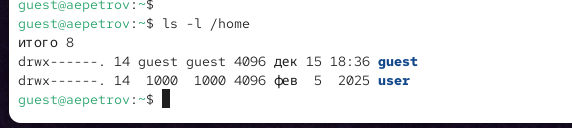 guest@aepetrov:~$
guest@aepetrov:~$ ls -l /home
итого 8
drwx------. 14 guest guest 4096 дек 15 18:36 guest
drwx------. 14  1000  1000 4096 фев  5  2025 user
guest@aepetrov:~$